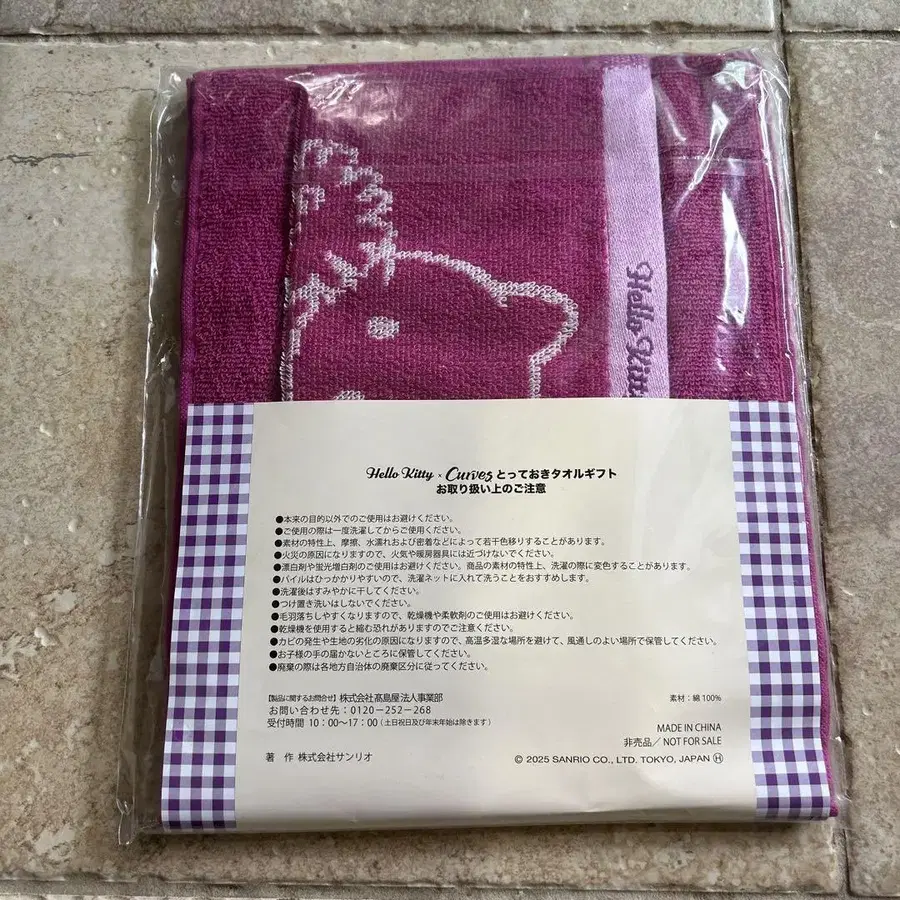 Hello Kitty
Hello Kitty × Curves とっておきタオルギフト
お取り扱い上のご注意
●本来の目的以外でのご使用はお避けください。
●ご使用の際は一度洗濯してからご使用ください。
●素材の特性上、摩擦、水濡れおよび密着などによって若干色移りすることがあります。
●火災の原因になりますので、火気や暖房器具には近づけないでください。
●漂白剤や蛍光増白剤のご使用はお避けください。商品の素材の特性上、洗濯の際に変色することがあります。
●パイルはひっかかりやすいので、洗濯ネットに入れて洗うことをおすすめします。
●洗濯後はすみやかに干してください。
●つけ置き洗いはしないでください。
●毛羽落ちしやすくなりますので、乾燥機や柔軟剤のご使用はお避けください。
●乾燥機を使用すると縮む恐れがありますのでご注意ください。
●カビの発生や生地の劣化の原因になりますので、高温多湿な場所を避けて、風通しのよい場所で保管してください。
●お子様の手の届かないところに保管してください。
●廃棄の際は各地方自治体の廃棄区分に従ってください。
【製品に関するお問合せ】株式会社髙島屋法人事業部
素材：綿100%
お問い合わせ先：0120−252−268
受付時間 10：00〜17：00（土日祝日及び年末年始は除きます）
MADE IN CHINA
非売品／NOT FOR SALE
著 作 株式会社サンリオ
© 2025 SANRIO CO., LTD. TOKYO, JAPAN Ⓗ